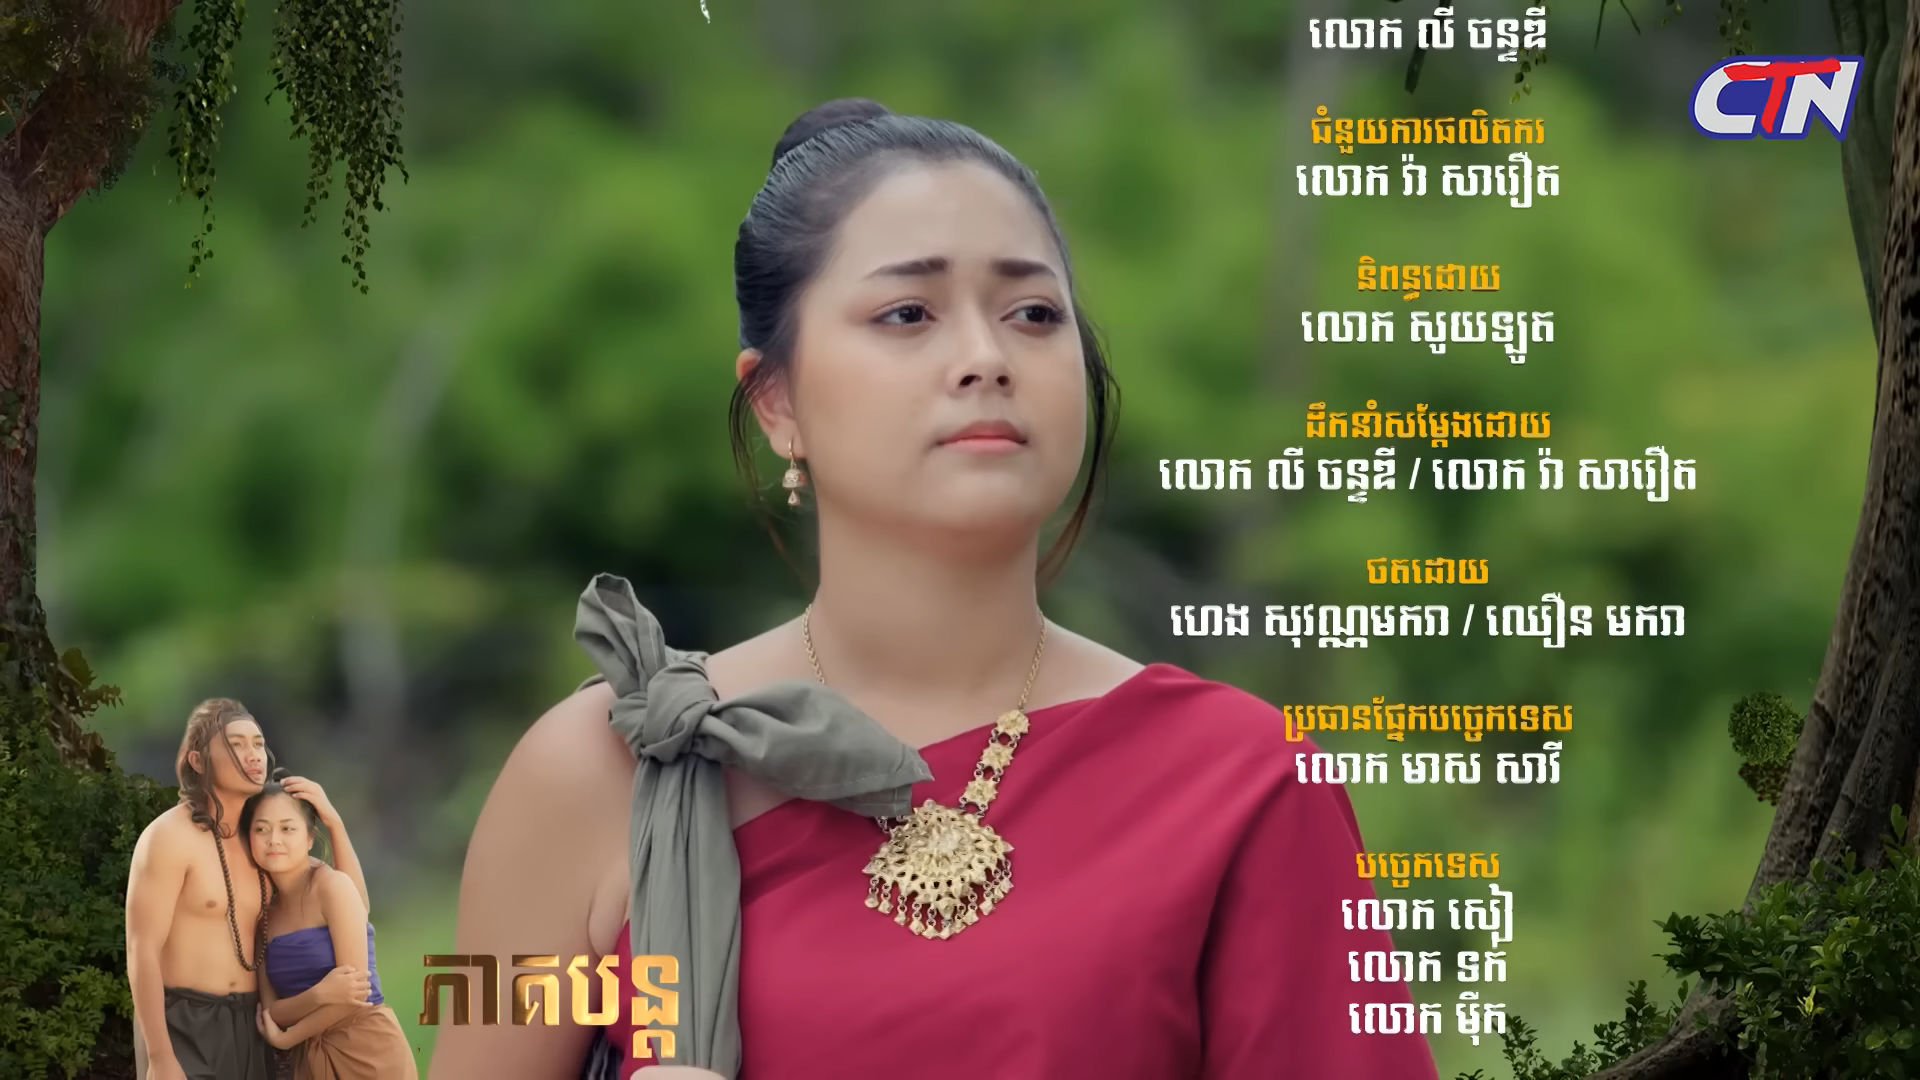 លោក លី ចន្ទឌី
CTN
ជំនួយការផលិតករ
លោក វ៉ា សារឿត
និពន្ធដោយ
លោក សូយឡូត
ដឹកនាំសម្តែងដោយ
លោក លី ចន្ទឌី / លោក វ៉ា សារឿត
ថតដោយ
ហេង សុវណ្ណមករា / ឈឿន មករា
ប្រធានផ្នែកបច្ចេកទេស
លោក មាស សាវី
បច្ចេកទេស
លោក សៀ
លោក ទក់
លោក ម៉ីក
ភាគបន្ត